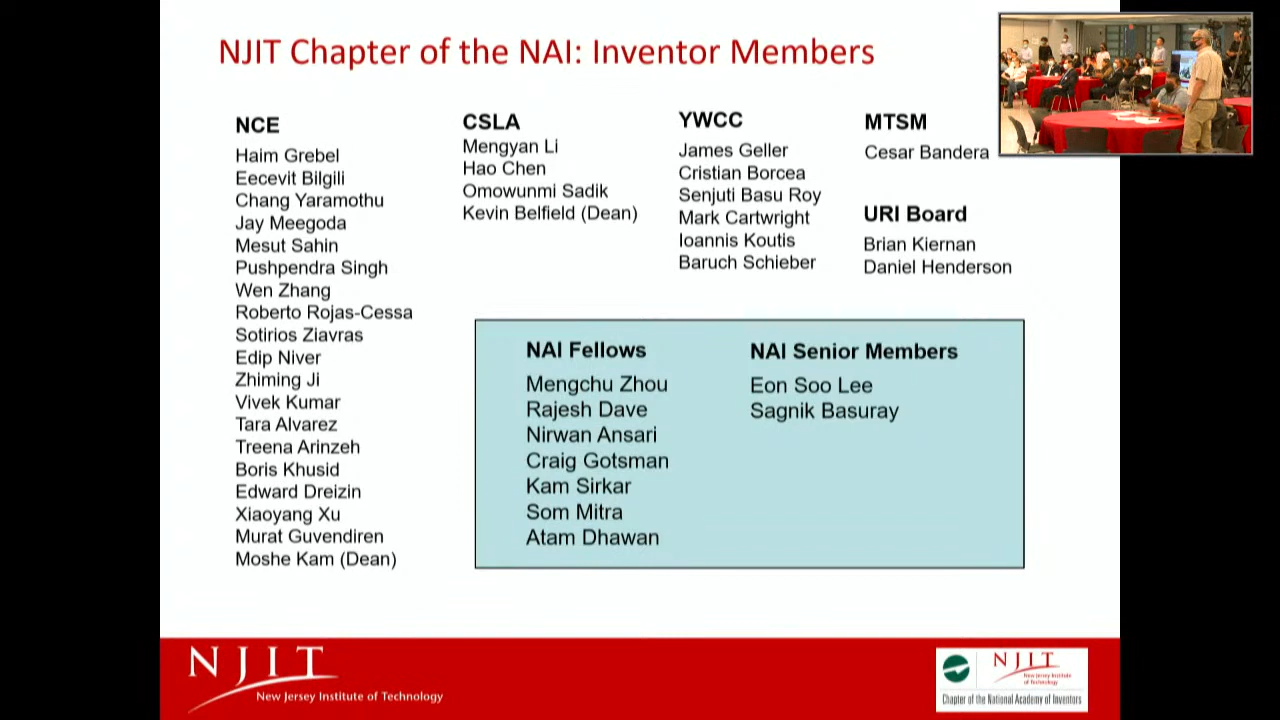 NJIT Chapter of the NAI: Inventor Members
NCE
Haim Grebel
Eecevit Bilgili
Chang Yaramothu
Jay Meegoda
Mesut Sahin
Pushpendra Singh
Wen Zhang
Roberto Rojas-Cessa
Sotirios Ziavras
Edip Niver
Zhiming Ji
Vivek Kumar
Tara Alvarez
Treena Arinzeh
Boris Khusid
Edward Dreizin
Xiaoyang Xu
Murat Guvendiren
Moshe Kam (Dean)
CSLA
Mengyan Li
Hao Chen
Omowunmi Sadik
Kevin Belfield (Dean)
YWCC
James Geller
Cristian Borcea
Senjuti Basu Roy
Mark Cartwright
Ioannis Koutis
Baruch Schieber
MTSM
Cesar Bandera
URI Board
Brian Kiernan
Daniel Henderson
NAI Fellows
Mengchu Zhou
Rajesh Dave
Nirwan Ansari
Craig Gotsman
Kam Sirkar
Som Mitra
Atam Dhawan
NAI Senior Members
Eon Soo Lee
Sagnik Basuray
NJIT
New Jersey Institute of Technology
NJIT
New Jersey Institute
of Technology
Chapter of the National Academy of Inventors